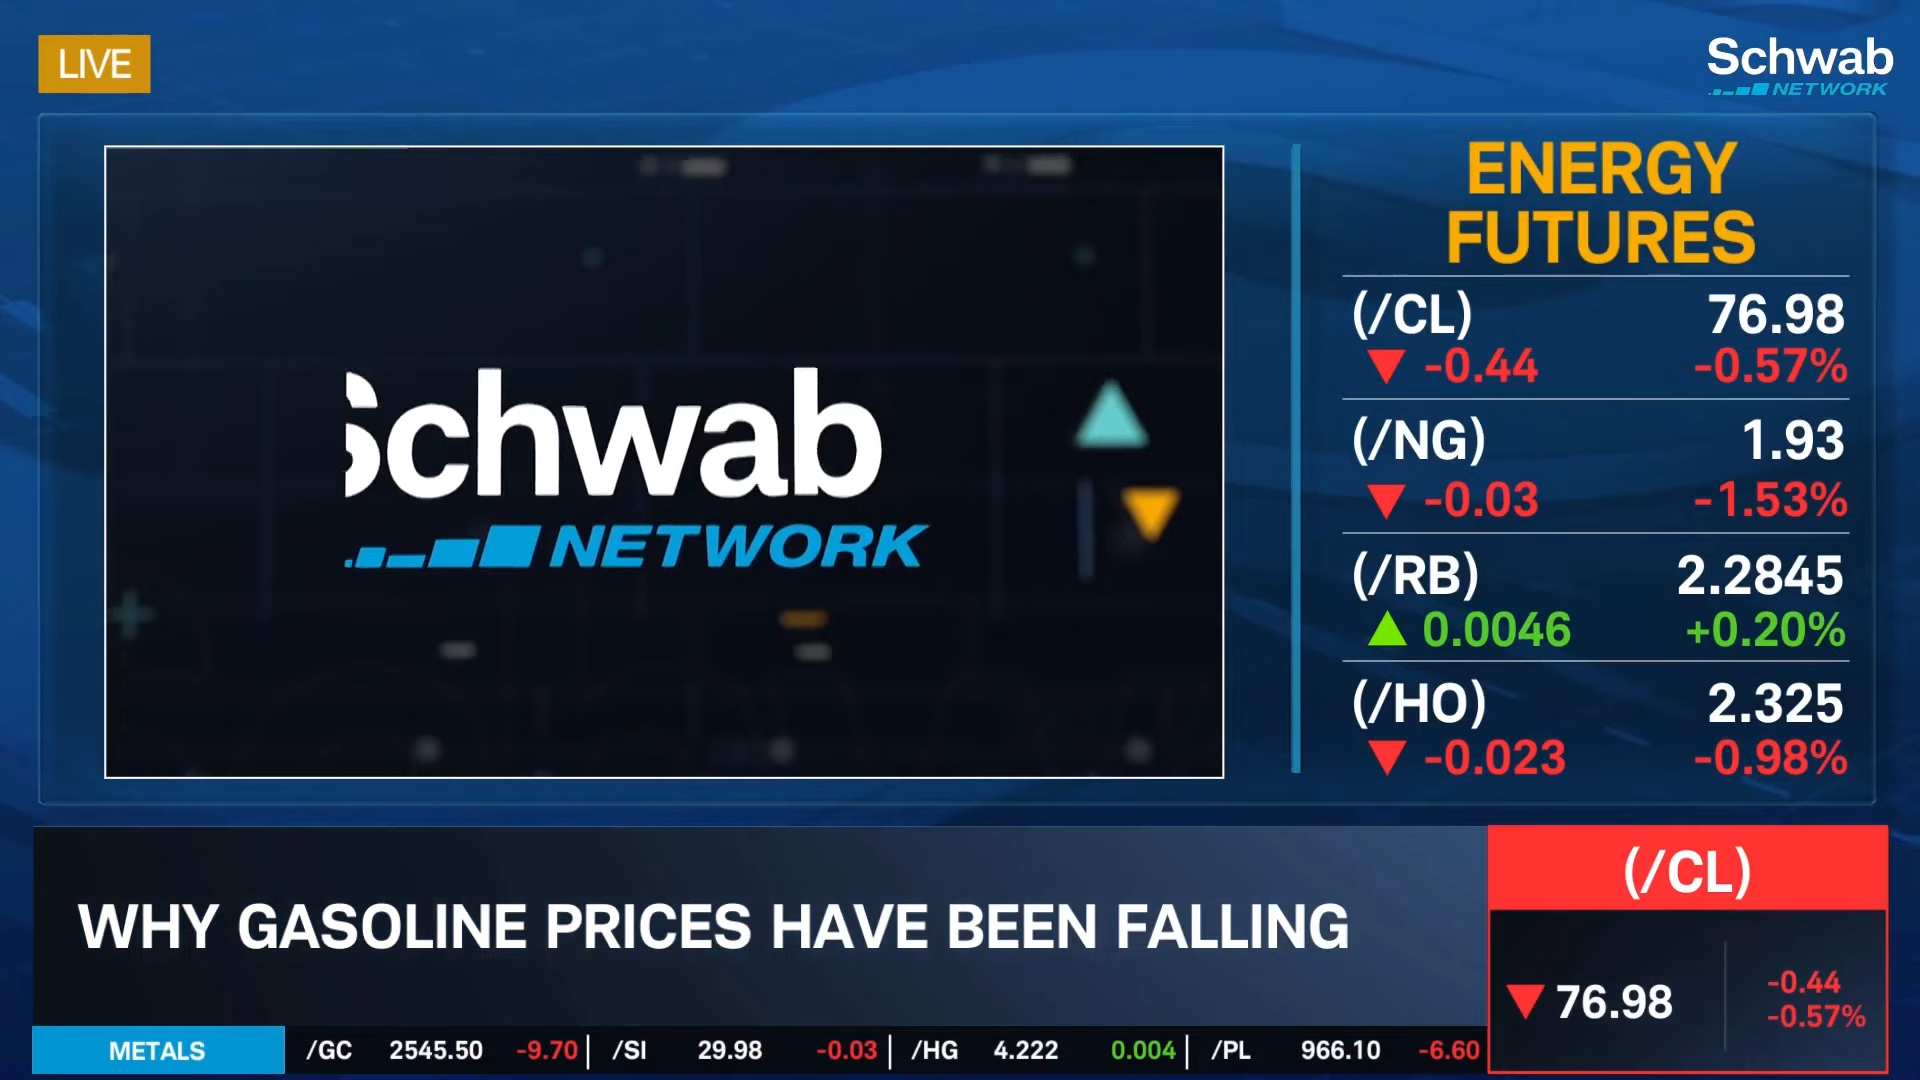 LIVE
Schwab
NETWORK
Schwab
NETWORK
ENERGY
FUTURES
(/CL) 76.98
▼ -0.44 -0.57%
(/NG) 1.93
▼ -0.03 -1.53%
(/RB) 2.2845
▲ 0.0046 +0.20%
(/HO) 2.325
▼ -0.023 -0.98%
WHY GASOLINE PRICES HAVE BEEN FALLING
(/CL)
▼ 76.98
-0.44
-0.57%
METALS /GC 2545.50 -9.70 | /SI 29.98 -0.03 | /HG 4.222 0.004 | /PL 966.10 -6.60